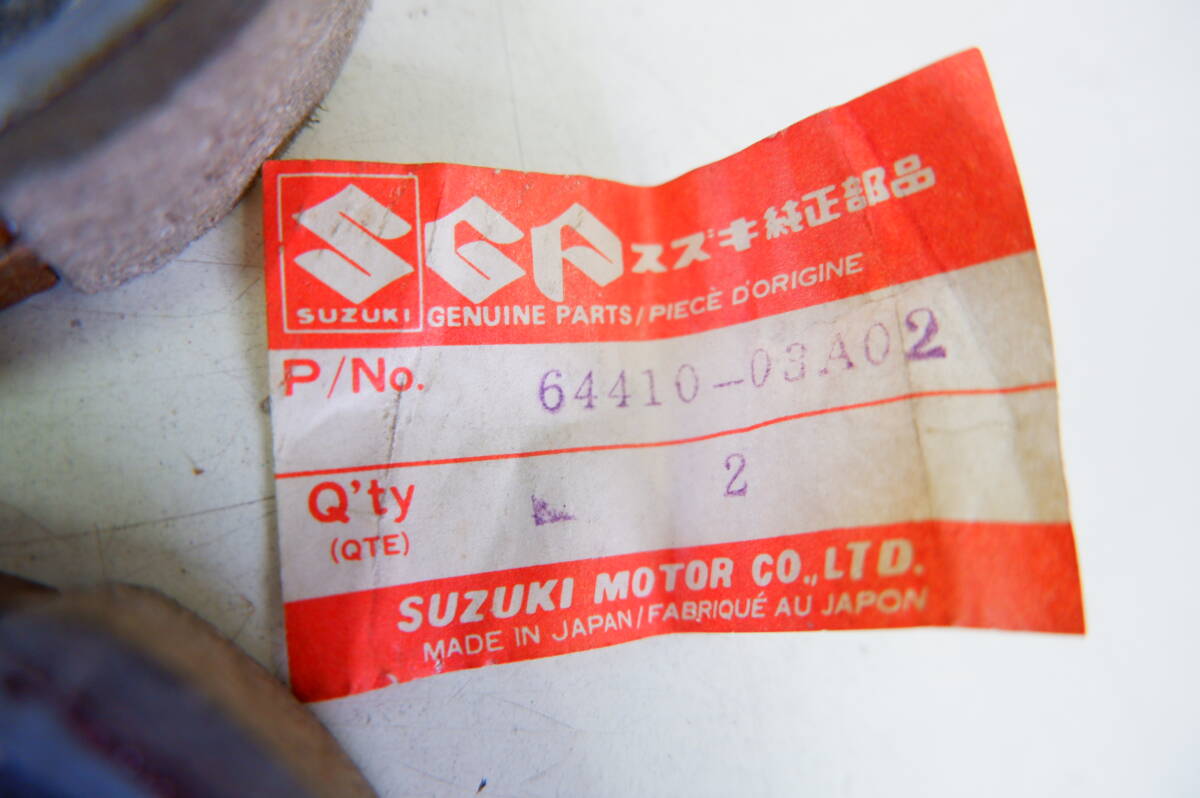 SUZUKI
SGP スズキ純正部品
GENUINE PARTS/PIECÈ D'ORIGINE
P/No. 64410-03A02
Q'ty 2
(QTE)
SUZUKI MOTOR CO., LTD.
MADE IN JAPAN/FABRIQUÉ AU JAPON